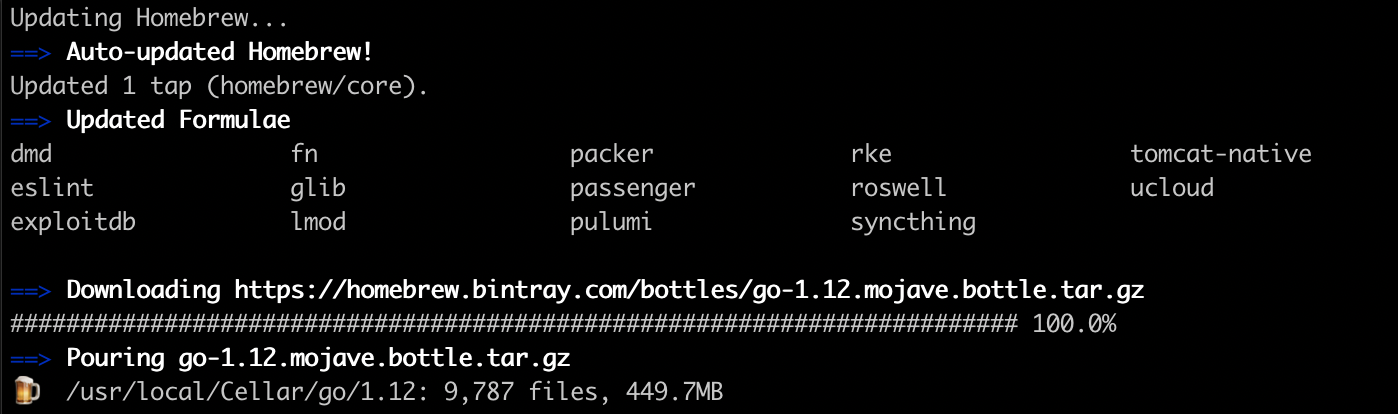 Updating Homebrew...
==> Auto-updated Homebrew!
Updated 1 tap (homebrew/core).
==> Updated Formulae
dmd fn packer rke tomcat-native
eslint glib passenger roswell ucloud
exploitdb lmod pulumi syncthing
==> Downloading https://homebrew.bintray.com/bottles/go-1.12.mojave.bottle.tar.gz
######################################################################## 100.0%
==> Pouring go-1.12.mojave.bottle.tar.gz
🍺 /usr/local/Cellar/go/1.12: 9,787 files, 449.7MB